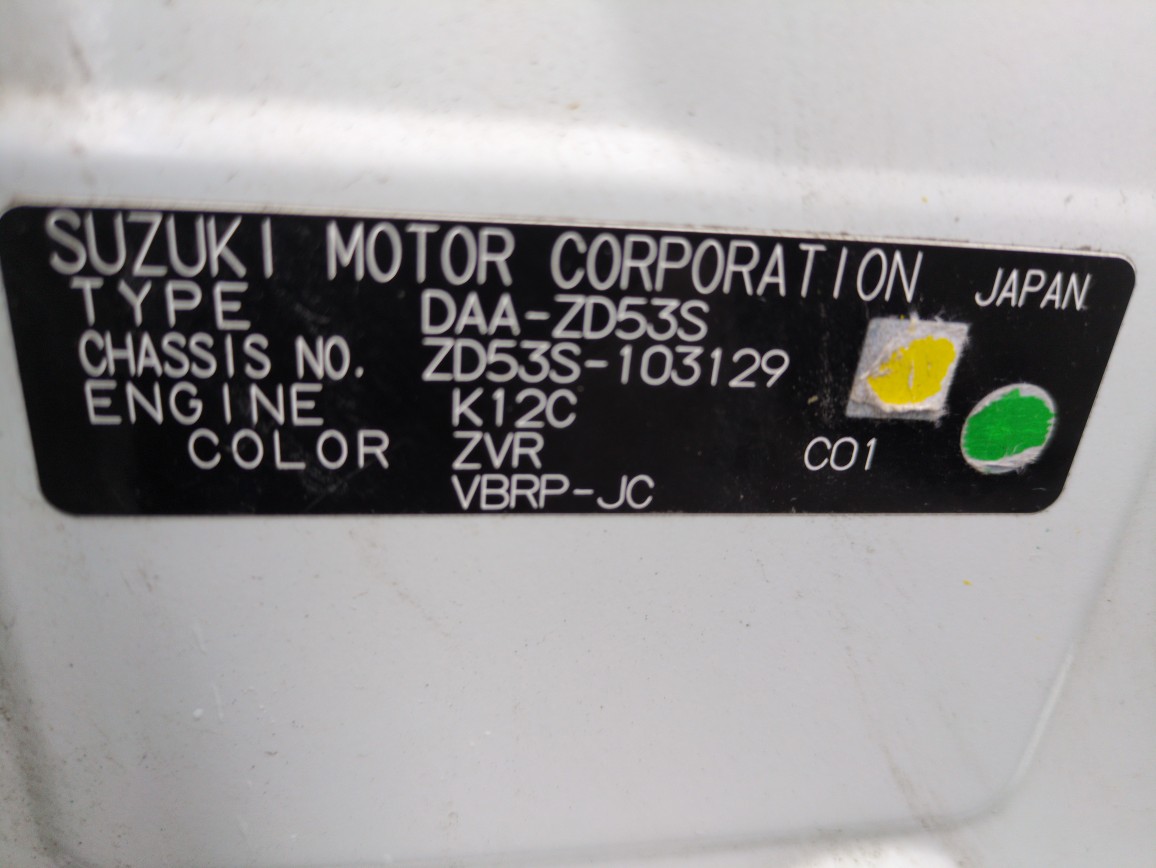 SUZUKI MOTOR CORPORATION JAPAN
TYPE DAA-ZD53S
CHASSIS NO. ZD53S-103129
ENGINE K12C
COLOR ZVR C01
VBRP-JC